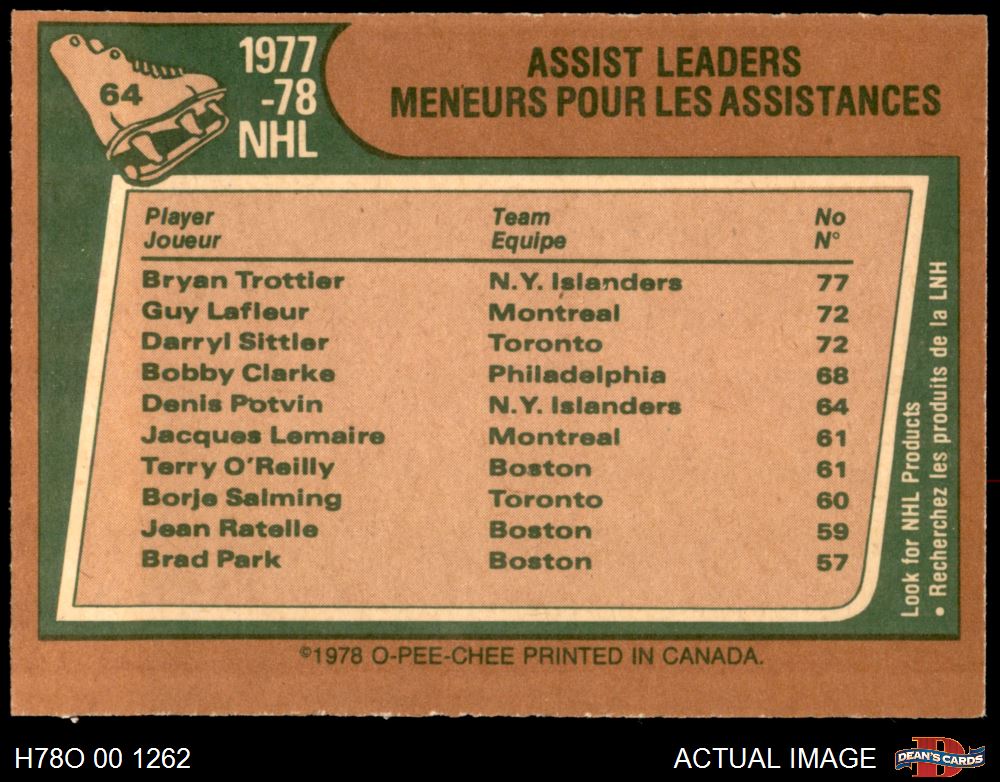 64
1977
-78
NHL
ASSIST LEADERS
MENEURS POUR LES ASSISTANCES
Player Team No
Joueur Equipe N°
Bryan Trottier N.Y. Islanders 77
Guy Lafleur Montreal 72
Darryl Sittler Toronto 72
Bobby Clarke Philadelphia 68
Denis Potvin N.Y. Islanders 64
Jacques Lemaire Montreal 61
Terry O'Reilly Boston 61
Borje Salming Toronto 60
Jean Ratelle Boston 59
Brad Park Boston 57
Look for NHL Products
• Recherchez les produits de la LNH
©1978 O-PEE-CHEE PRINTED IN CANADA.
H78O 00 1262
ACTUAL IMAGE
D
DEAN'S CARDS